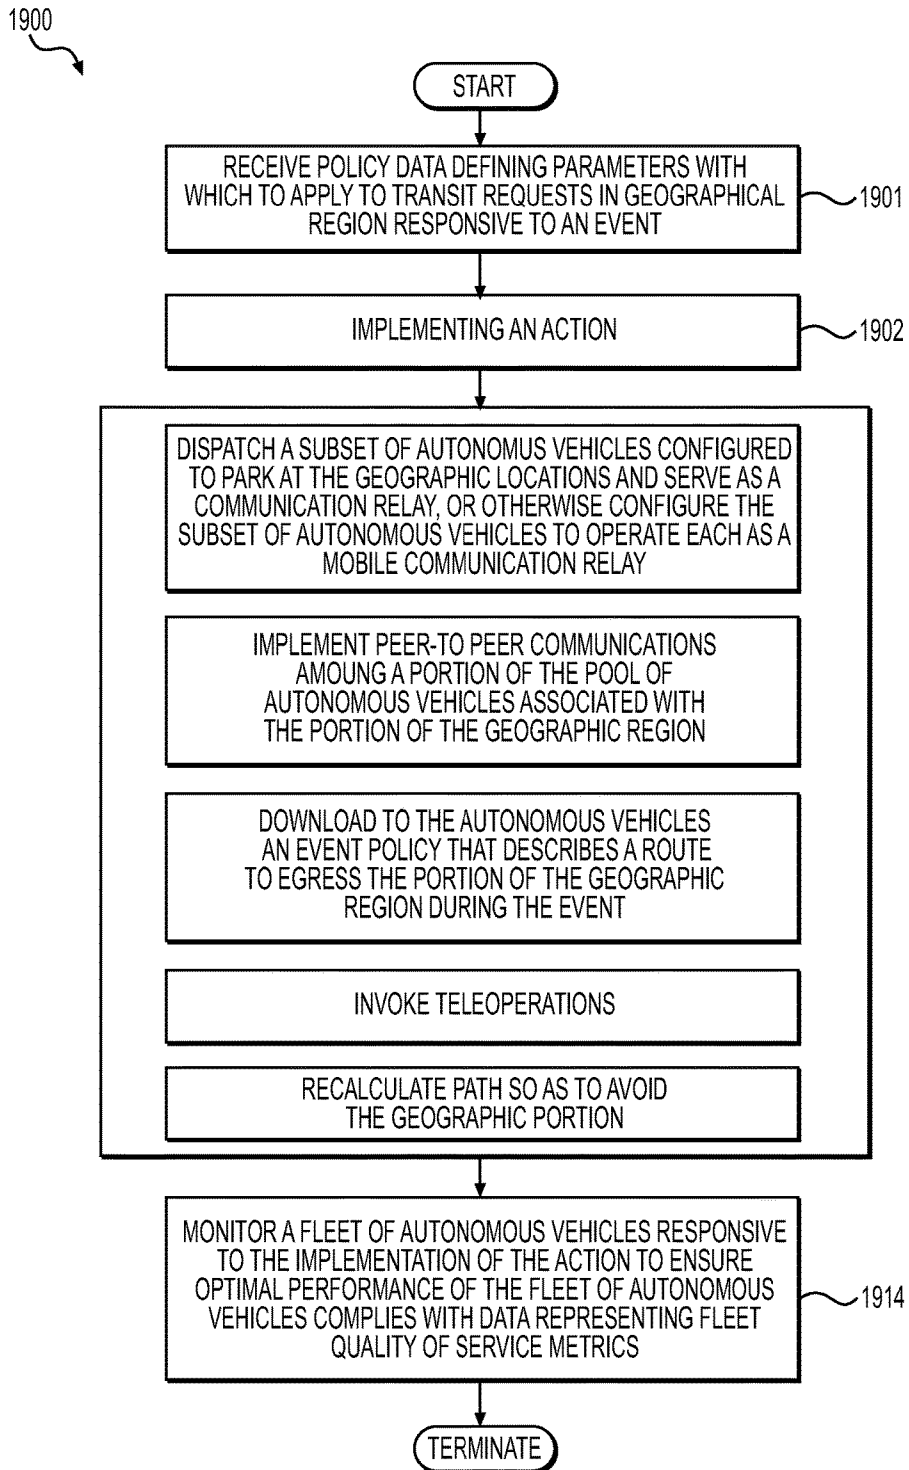 1900
START
RECEIVE POLICY DATA DEFINING PARAMETERS WITH
WHICH TO APPLY TO TRANSIT REQUESTS IN GEOGRAPHICAL
REGION RESPONSIVE TO AN EVENT
1901
IMPLEMENTING AN ACTION
1902
DISPATCH A SUBSET OF AUTONOMUS VEHICLES CONFIGURED
TO PARK AT THE GEOGRAPHIC LOCATIONS AND SERVE AS A
COMMUNICATION RELAY, OR OTHERWISE CONFIGURE THE
SUBSET OF AUTONOMOUS VEHICLES TO OPERATE EACH AS A
MOBILE COMMUNICATION RELAY
IMPLEMENT PEER-TO PEER COMMUNICATIONS
AMOUNG A PORTION OF THE POOL OF
AUTONOMOUS VEHICLES ASSOCIATED WITH
THE PORTION OF THE GEOGRAPHIC REGION
DOWNLOAD TO THE AUTONOMOUS VEHICLES
AN EVENT POLICY THAT DESCRIBES A ROUTE
TO EGRESS THE PORTION OF THE GEOGRAPHIC
REGION DURING THE EVENT
INVOKE TELEOPERATIONS
RECALCULATE PATH SO AS TO AVOID
THE GEOGRAPHIC PORTION
MONITOR A FLEET OF AUTONOMOUS VEHICLES RESPONSIVE
TO THE IMPLEMENTATION OF THE ACTION TO ENSURE
OPTIMAL PERFORMANCE OF THE FLEET OF AUTONOMOUS
VEHICLES COMPLIES WITH DATA REPRESENTING FLEET
QUALITY OF SERVICE METRICS
1914
TERMINATE